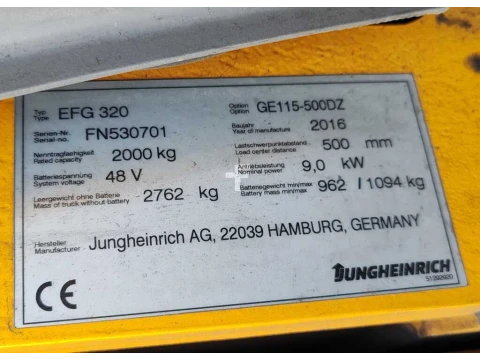 Typ EFG 320 Option GE115-500DZ
Type Option
Serien-Nr. FN530701 Baujahr 2016
Serial-no. Year of manufacture
Nenntragfaehigkeit 2000 kg Lastschwerpunktabstand 500 mm
Rated capacity Load center distance
Batteriespannung 48 V Antriebsleistung 9,0 kW
System voltage Nominal power
Leergewicht ohne Batterie 2762 kg Batteriegewicht min/max 962 / 1094 kg
Mass of truck without battery Battery mass min/max
Hersteller Jungheinrich AG, 22039 HAMBURG, GERMANY
Manufacturer
CE JUNGHEINRICH